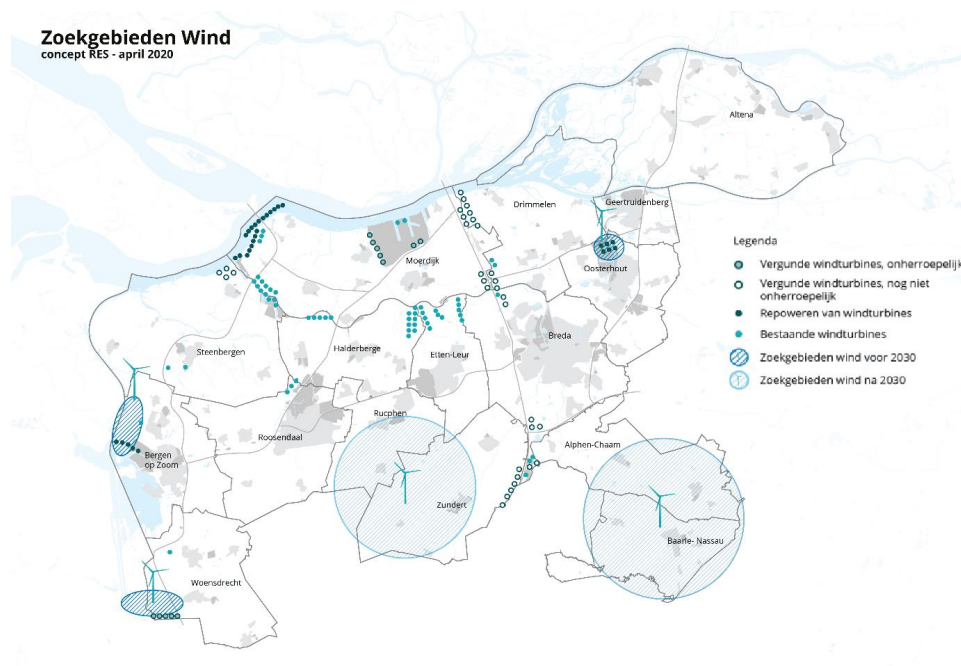 Zoekgebieden Wind
concept RES - april 2020
Altena
Drimmelen
Geertruidenberg
Moerdijk
Oosterhout
Legenda
Vergunde windturbines, onherroepelijk
Vergunde windturbines, nog niet
onherroepelijk
Repoweren van windturbines
Bestaande windturbines
Zoekgebieden wind voor 2030
Zoekgebieden wind na 2030
Steenbergen
Halderberge
Etten-Leur
Breda
Rucphen
Roosendaal
Alphen-Chaam
Bergen
op Zoom
Zundert
Baarle- Nassau
Woensdrecht